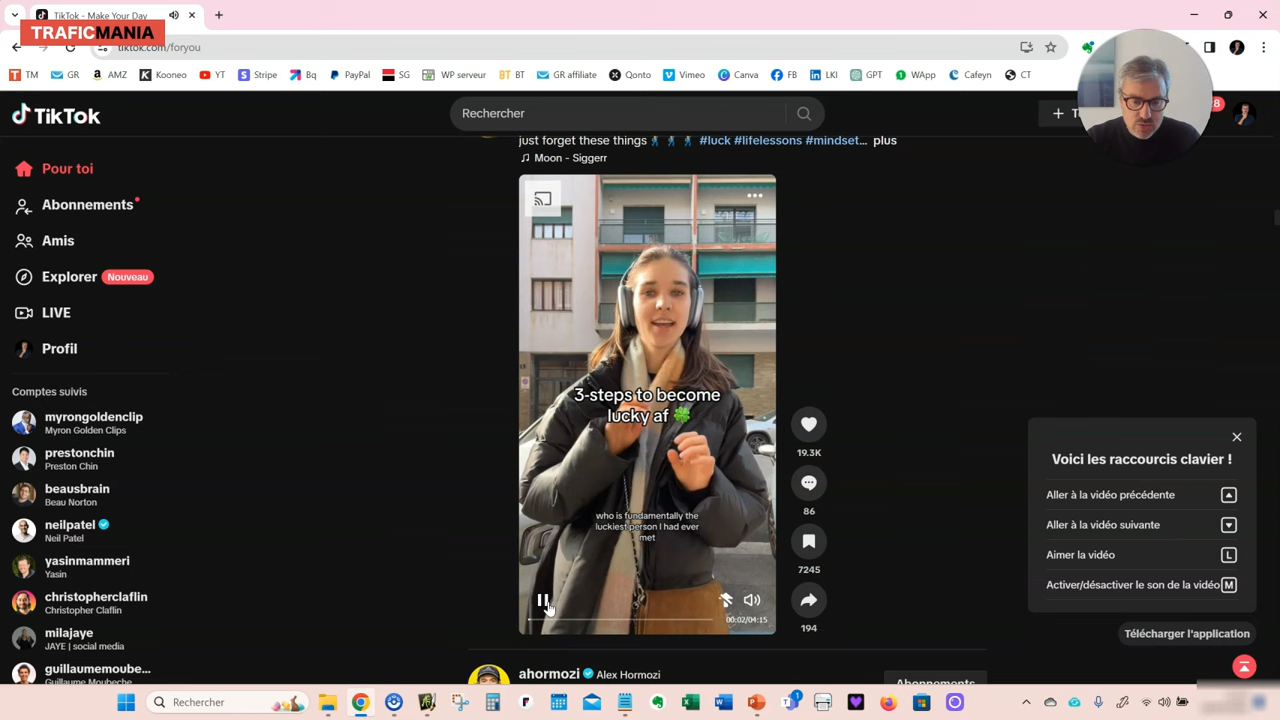 TikTok - Make Your Day
TRAFICMANIA
tiktok.com/foryou
TM
GR
AMZ
Kooneo
YT
Stripe
Bq
PayPal
SG
WP serveur
BT
GR affiliate
Qonto
Vimeo
Canva
FB
LKI
GPT
WApp
Cafeyn
CT
TikTok
Rechercher
just forget these things #luck #lifelessons #mindset... plus
Moon - Siggerr
Pour toi
Abonnements
Amis
Explorer Nouveau
LIVE
Profil
Comptes suivis
myrongoldenclip
Myron Golden Clips
prestonchin
Preston Chin
beausbrain
Beau Norton
neilpatel
Neil Patel
yasinmammeri
Yasin
christopherclaflin
Christopher Claflin
milajaye
JAYE | social media
guillaumemoube...
Guillaume Moubeche
3-steps to become
lucky af 🍀
who is fundamentally the
luckiest person I had ever
met
00:02/04:15
19.3K
86
7245
194
Voici les raccourcis clavier !
Aller à la vidéo précédente
Aller à la vidéo suivante
Aimer la vidéo L
Activer/désactiver le son de la vidéo M
Télécharger l'application
ahormozi Alex Hormozi
Abonnements
Rechercher